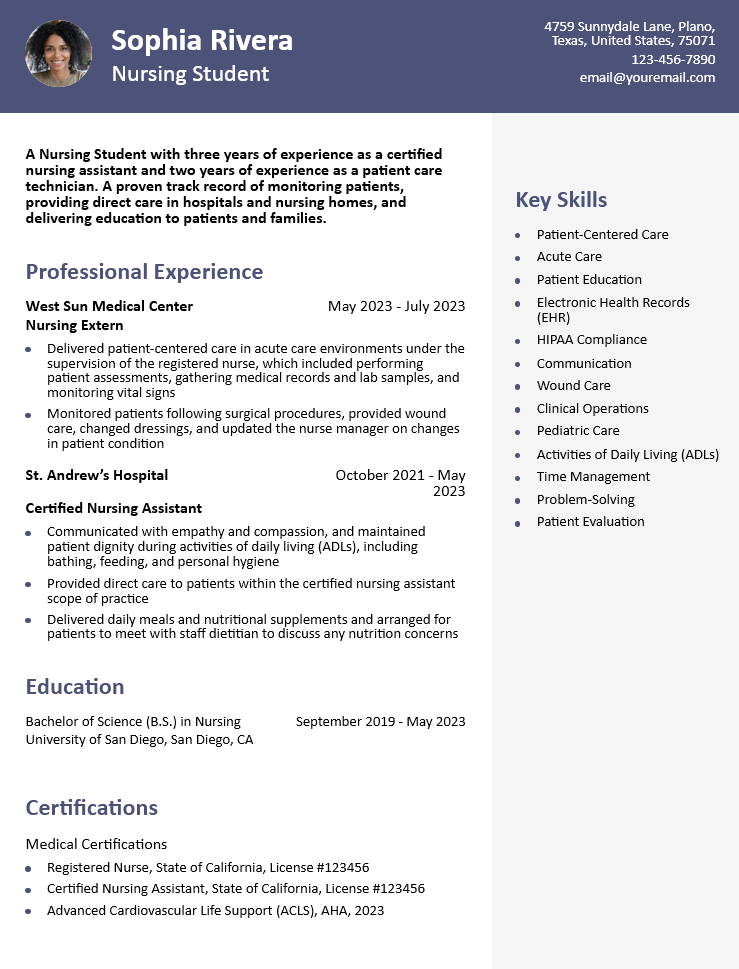 Sophia Rivera
Nursing Student
4759 Sunnydale Lane, Plano,
Texas, United States, 75071
123-456-7890
email@youremail.com
A Nursing Student with three years of experience as a certified
nursing assistant and two years of experience as a patient care
technician. A proven track record of monitoring patients,
providing direct care in hospitals and nursing homes, and
delivering education to patients and families.
Professional Experience
West Sun Medical Center May 2023 - July 2023
Nursing Extern
• Delivered patient-centered care in acute care environments under the
supervision of the registered nurse, which included performing
patient assessments, gathering medical records and lab samples, and
monitoring vital signs
• Monitored patients following surgical procedures, provided wound
care, changed dressings, and updated the nurse manager on changes
in patient condition
St. Andrew’s Hospital October 2021 - May
2023
Certified Nursing Assistant
• Communicated with empathy and compassion, and maintained
patient dignity during activities of daily living (ADLs), including
bathing, feeding, and personal hygiene
• Provided direct care to patients within the certified nursing assistant
scope of practice
• Delivered daily meals and nutritional supplements and arranged for
patients to meet with staff dietitian to discuss any nutrition concerns
Education
Bachelor of Science (B.S.) in Nursing September 2019 - May 2023
University of San Diego, San Diego, CA
Certifications
Medical Certifications
• Registered Nurse, State of California, License #123456
• Certified Nursing Assistant, State of California, License #123456
• Advanced Cardiovascular Life Support (ACLS), AHA, 2023
Key Skills
• Patient-Centered Care
• Acute Care
• Patient Education
• Electronic Health Records
(EHR)
• HIPAA Compliance
• Communication
• Wound Care
• Clinical Operations
• Pediatric Care
• Activities of Daily Living (ADLs)
• Time Management
• Problem-Solving
• Patient Evaluation